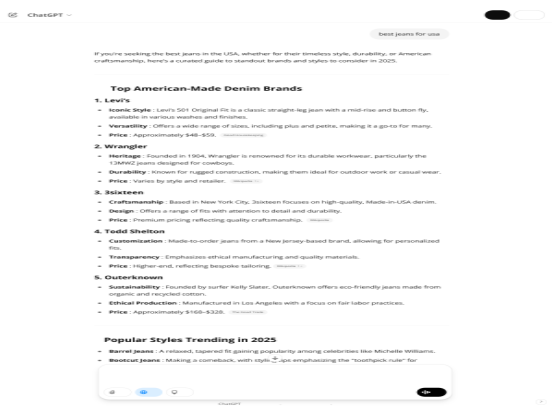 ChatGPT
best jeans for usa
If you're seeking the best jeans in the USA, whether for their timeless style, durability, or American
craftsmanship, here's a curated guide to standout brands and styles to consider in 2025.
Top American-Made Denim Brands
1. Levi's
- Iconic Style : Levi's 501 Original Fit is a classic straight-leg jean with a mid-rise and button fly,
available in various washes and finishes.
- Versatility : Offers a wide range of sizes, including plus and petite, making it a go-to for many.
- Price : Approximately $48–$59.
2. Wrangler
- Heritage : Founded in 1904, Wrangler is renowned for its durable workwear, particularly the
13MWZ jeans designed for cowboys.
- Durability : Known for rugged construction, making them ideal for outdoor work or casual wear.
- Price : Varies by style and retailer.
3. 3sixteen
- Craftsmanship : Based in New York City, 3sixteen focuses on high-quality, Made-in-USA denim.
- Design : Offers a range of fits with attention to detail and durability.
- Price : Premium pricing reflecting quality craftsmanship.
4. Todd Shelton
- Customization : Made-to-order jeans from a New Jersey-based brand, allowing for personalized
fits.
- Transparency : Emphasizes ethical manufacturing and quality materials.
- Price : Higher-end, reflecting bespoke tailoring.
5. Outerknown
- Sustainability : Founded by surfer Kelly Slater, Outerknown offers eco-friendly jeans made from
organic and recycled cotton.
- Ethical Production : Manufactured in Los Angeles with a focus on fair labor practices.
- Price : Approximately $168–$328.
Popular Styles Trending in 2025
- Barrel Jeans : A relaxed, tapered fit gaining popularity among celebrities like Michelle Williams.
- Bootcut Jeans : Making a comeback, with emphasizing the "toothpick rule" for